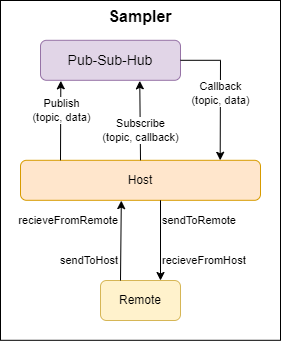 Sampler
Pub-Sub-Hub
Publish
(topic, data)
Subscribe
(topic, callback)
Callback
(topic, data)
Host
recieveFromRemote
sendToRemote
sendToHost
recieveFromHost
Remote